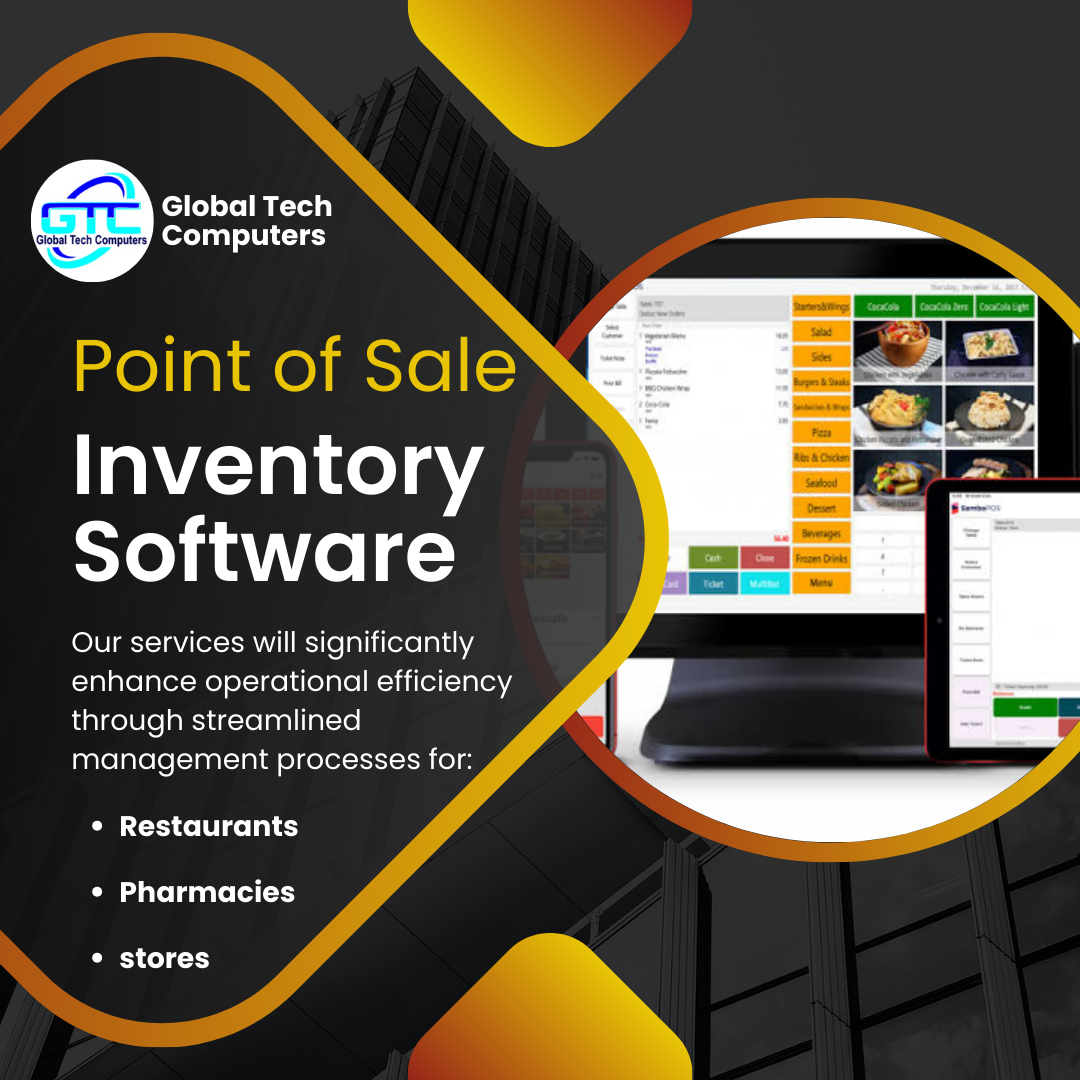 GTC
Global Tech Computers
Global Tech
Computers
Point of Sale
Inventory
Software
Our services will significantly
enhance operational efficiency
through streamlined
management processes for:
• Restaurants
• Pharmacies
• stores
Starters&Wings
Salad
Sides
Burgers & Steaks
Sandwiches & Wraps
Pizza
Ribs & Chicken
Seafood
Dessert
Beverages
Frozen Drinks
Menu
CocaCola
CocaCola Zero
CocaCola Light
Cash
Close
Card
Ticket
SambaPOS